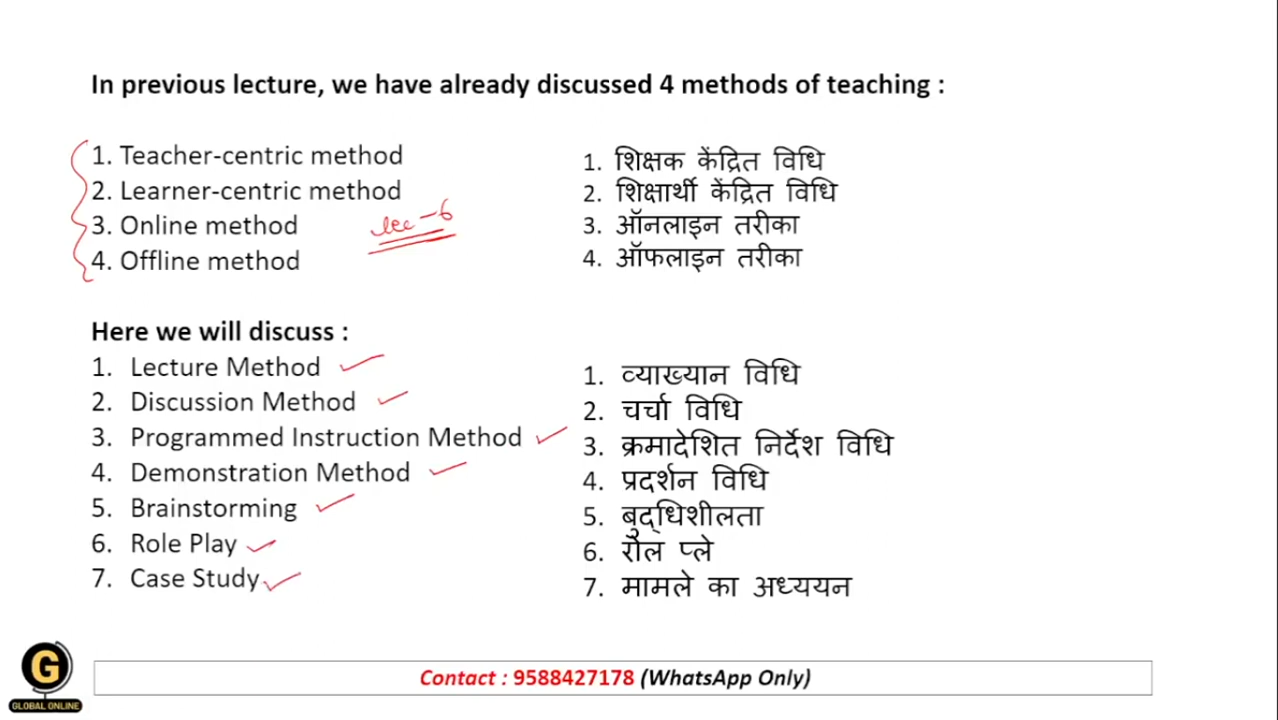 In previous lecture, we have already discussed 4 methods of teaching :
1. Teacher-centric method
2. Learner-centric method
3. Online method
4. Offline method
lec-6
1. शिक्षक केंद्रित विधि
2. शिक्षार्थी केंद्रित विधि
3. ऑनलाइन तरीका
4. ऑफलाइन तरीका
Here we will discuss :
1. Lecture Method
2. Discussion Method
3. Programmed Instruction Method
4. Demonstration Method
5. Brainstorming
6. Role Play
7. Case Study
1. व्याख्यान विधि
2. चर्चा विधि
3. क्रमादेशित निर्देश विधि
4. प्रदर्शन विधि
5. बुद्धिशीलता
6. रोल प्ले
7. मामले का अध्ययन
G
GLOBAL ONLINE
Contact : 9588427178 (WhatsApp Only)